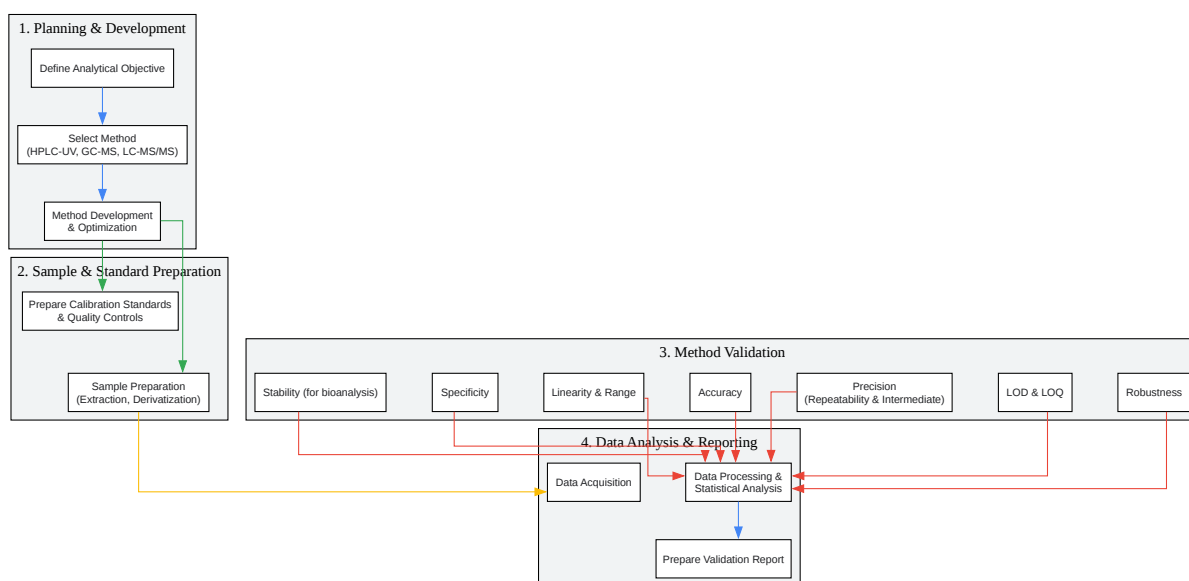 1. Planning & Development
Define Analytical Objective
Select Method
(HPLC-UV, GC-MS, LC-MS/MS)
Method Development
& Optimization
2. Sample & Standard Preparation
Prepare Calibration Standards
& Quality Controls
Sample Preparation
(Extraction, Derivatization)
3. Method Validation
Stability (for bioanalysis)
Specificity
Linearity & Range
Accuracy
Precision
(Repeatability & Intermediate)
LOD & LOQ
Robustness
4. Data Analysis & Reporting
Data Acquisition
Data Processing &
Statistical Analysis
Prepare Validation Report